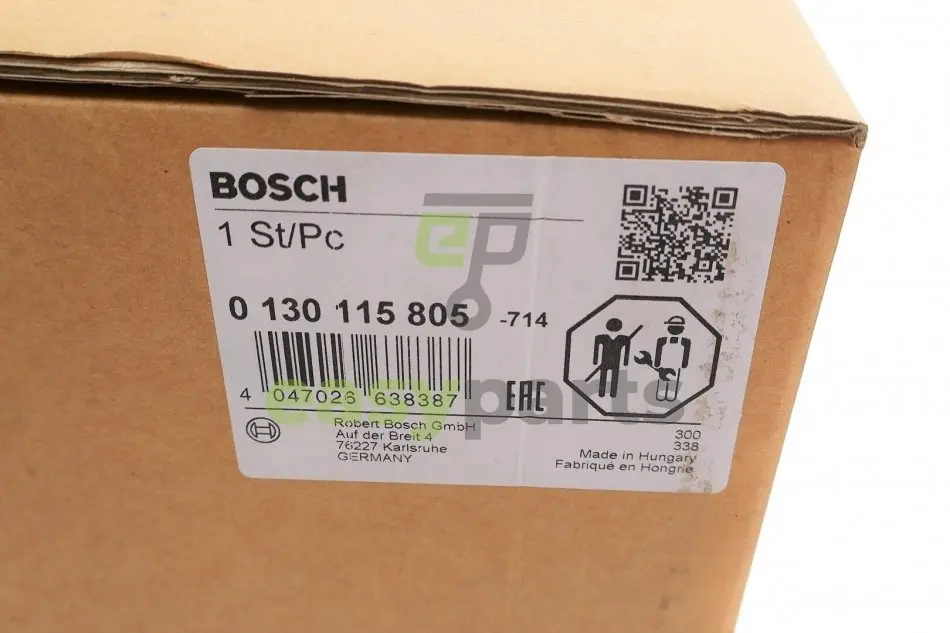 BOSCH
1 St/Pc
ep
0 130 115 805 -714
4 047026 638387
EAC
easyparts
Robert Bosch GmbH
Auf der Breit 4
76227 Karlsruhe
GERMANY
300
338
Made in Hungary
Fabriqué en Hongrie